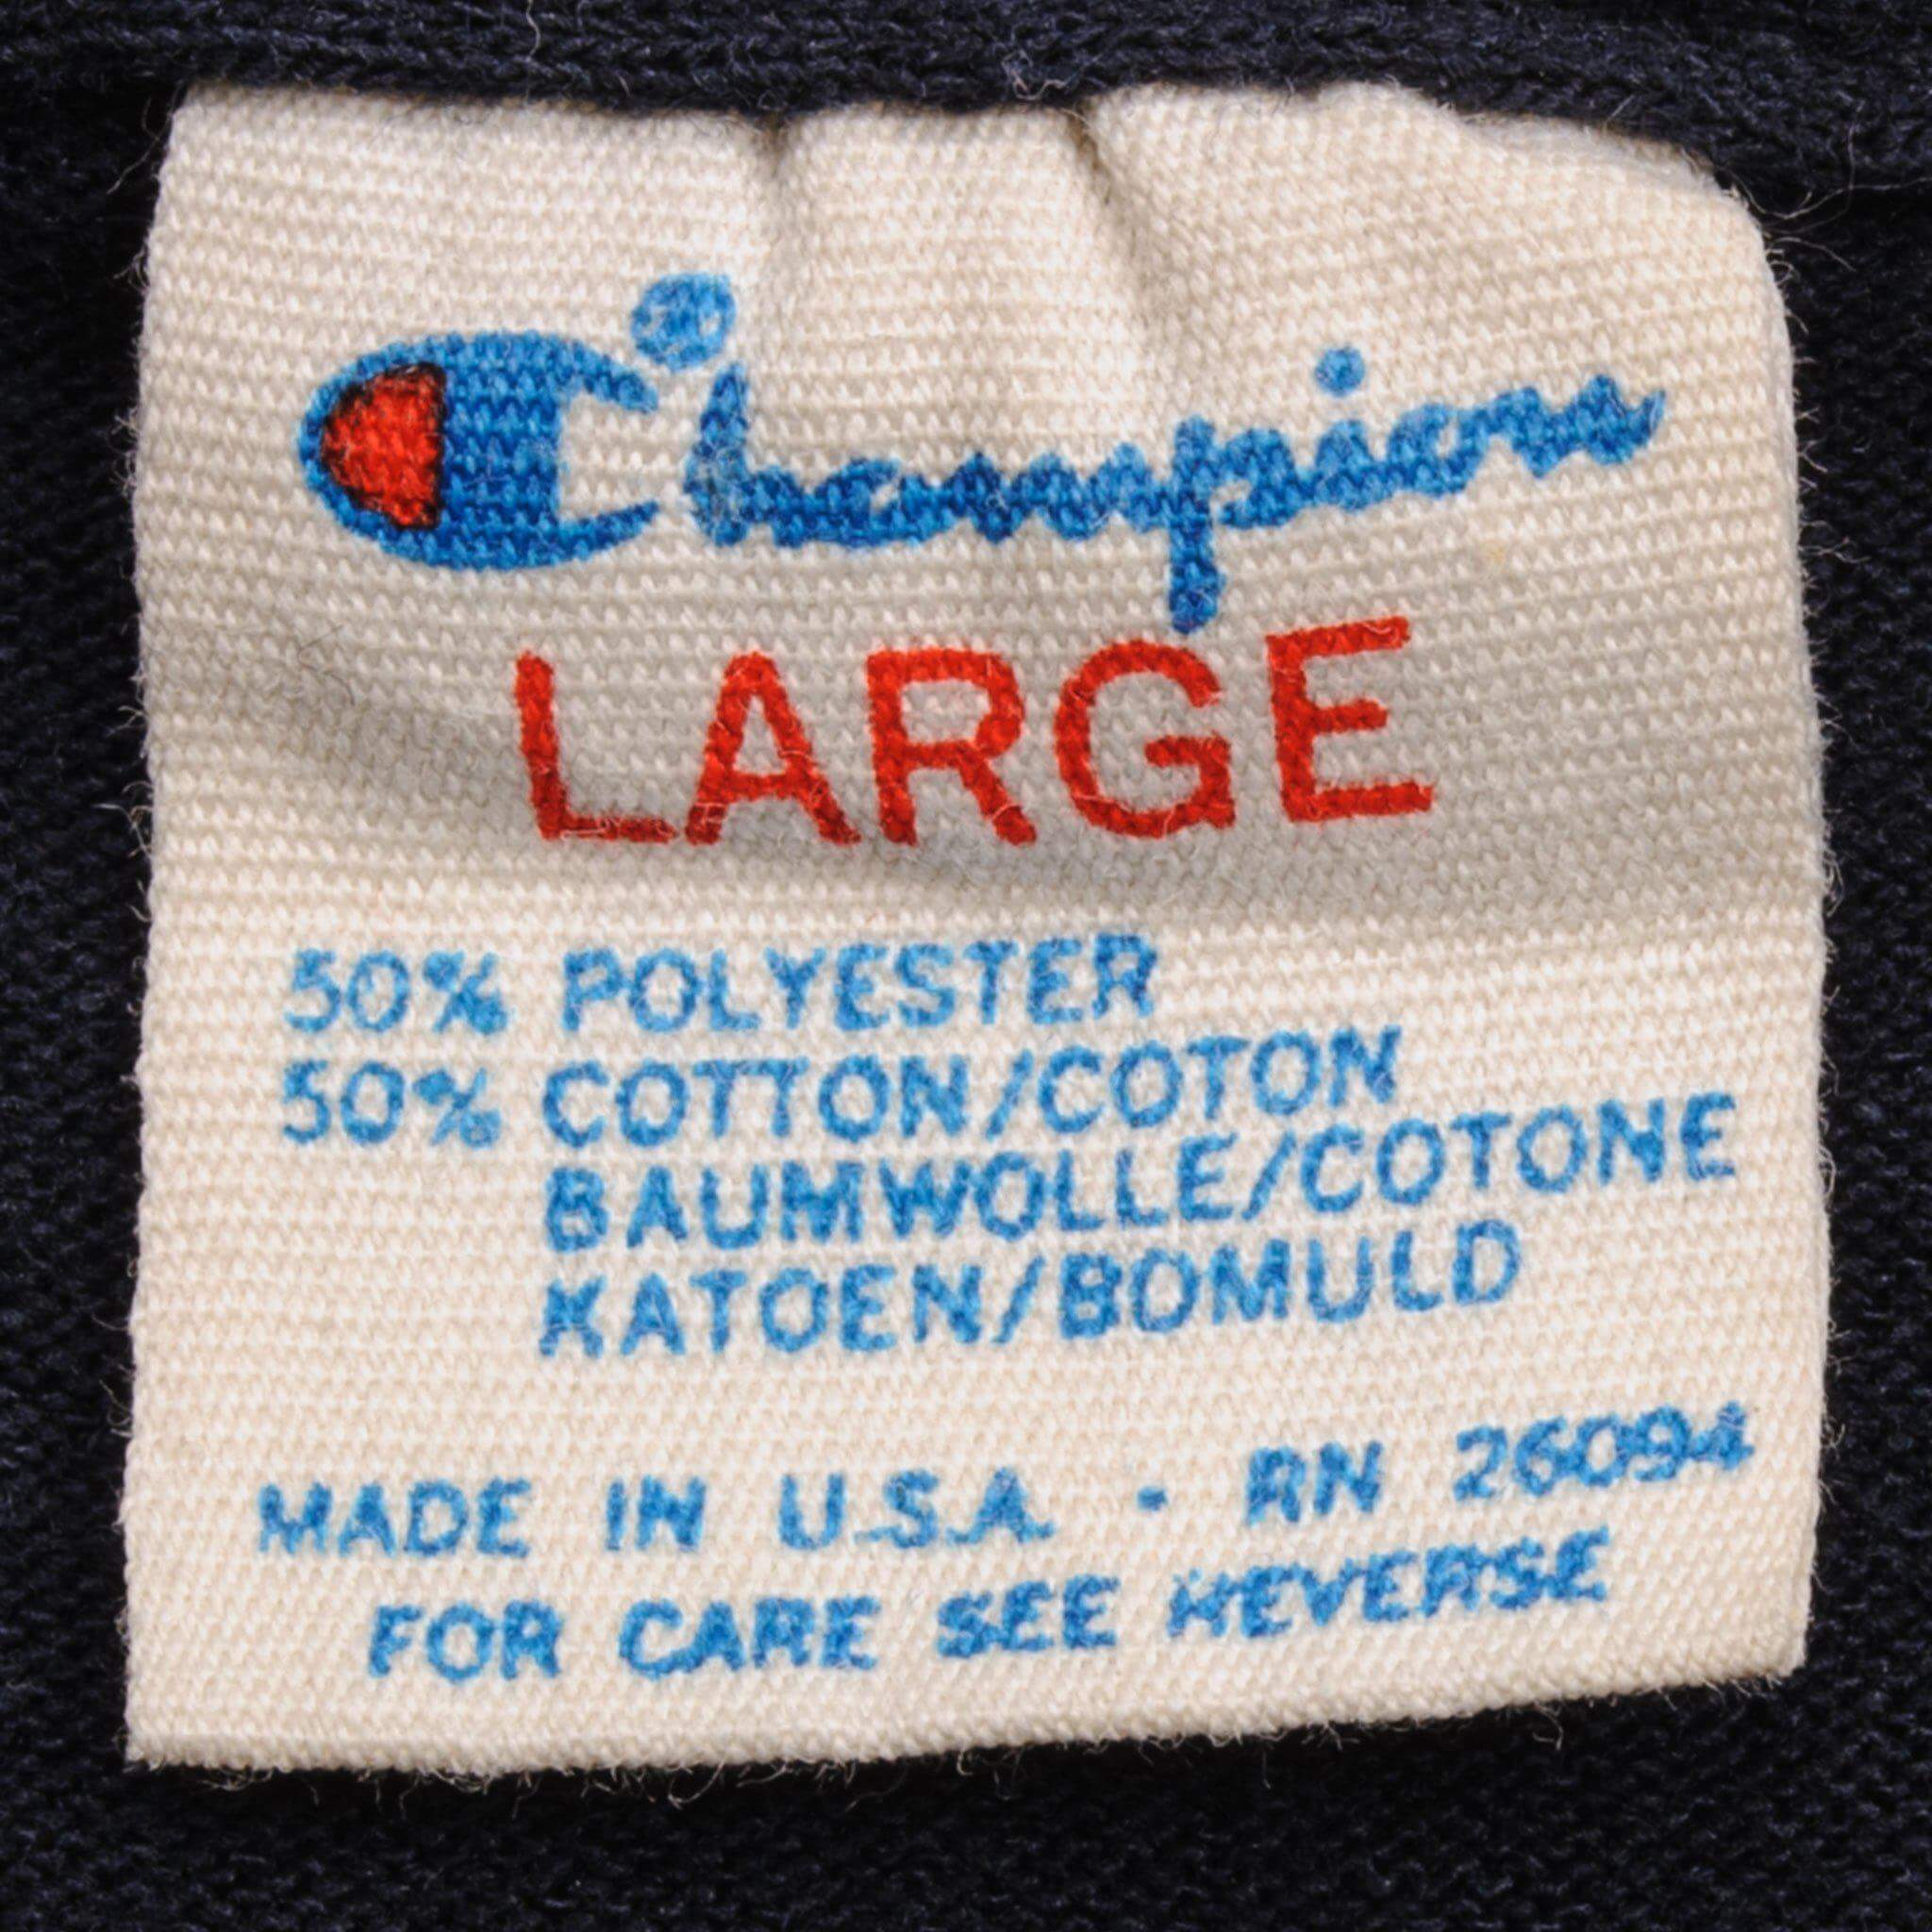 Champion
LARGE
50% POLYESTER
50% COTTON/COTON
BAUMWOLLE/COTONE
KATOEN/BOMULD
MADE IN U.S.A. - RN 26094
FOR CARE SEE REVERSE